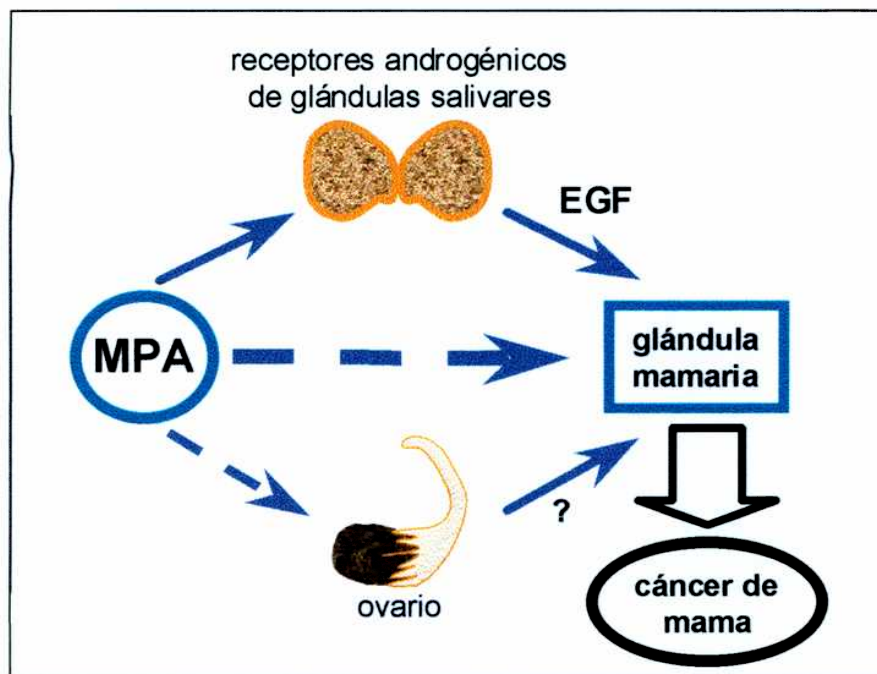 receptores androgénicos
de glándulas salivares
EGF
MPA
glándula
mamaria
?
ovario
cáncer de
mama